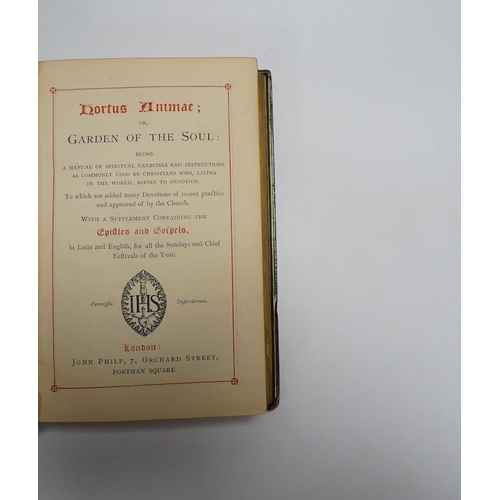 Hortus Animae;
OR,
GARDEN OF THE SOUL:
BEING
A MANUAL OF SPIRITUAL EXERCISES AND INSTRUCTIONS,
AS COMMONLY USED BY CHRISTIANS WHO, LIVING
IN THE WORLD, ASPIRE TO DEVOTION.
To which are added many Devotions of recent practice
and approved of by the Church.
WITH A SUPPLEMENT CONTAINING THE
Epistles and Gospels,
in Latin and English, for all the Sundays and Chief
Festivals of the Year.
Permissu Superiorum.
IHS
London:
JOHN PHILP, 7, ORCHARD STREET,
PORTMAN SQUARE.